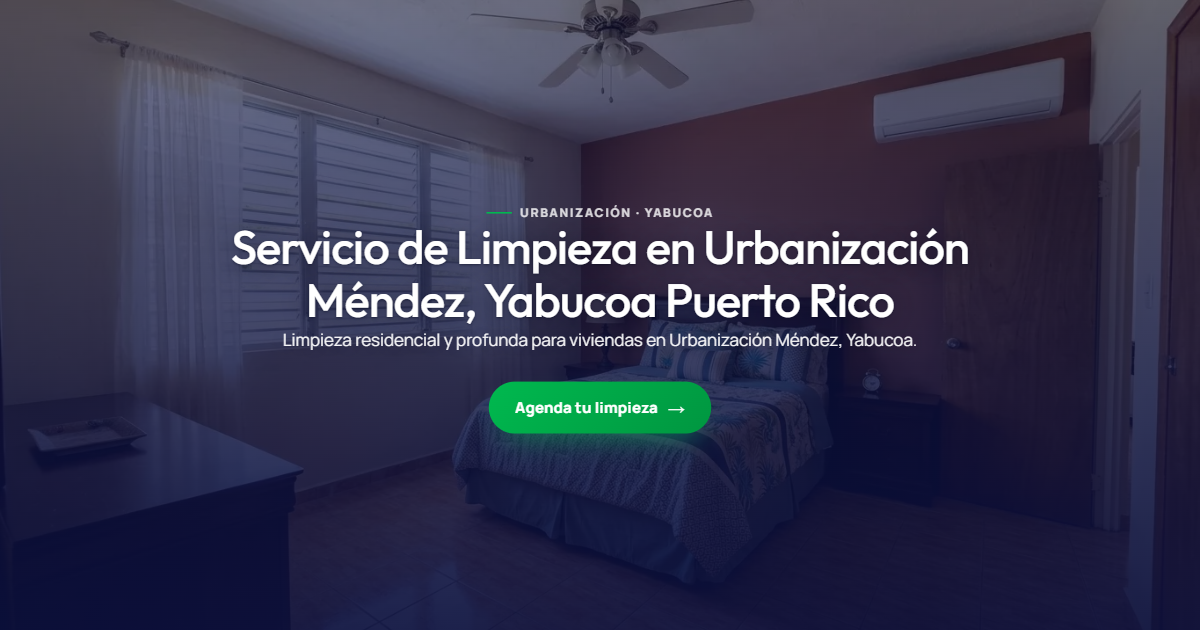 URBANIZACIÓN · YABUCOA
Servicio de Limpieza en Urbanización
Méndez, Yabucoa Puerto Rico
Limpieza residencial y profunda para viviendas en Urbanización Méndez, Yabucoa.
Agenda tu limpieza →